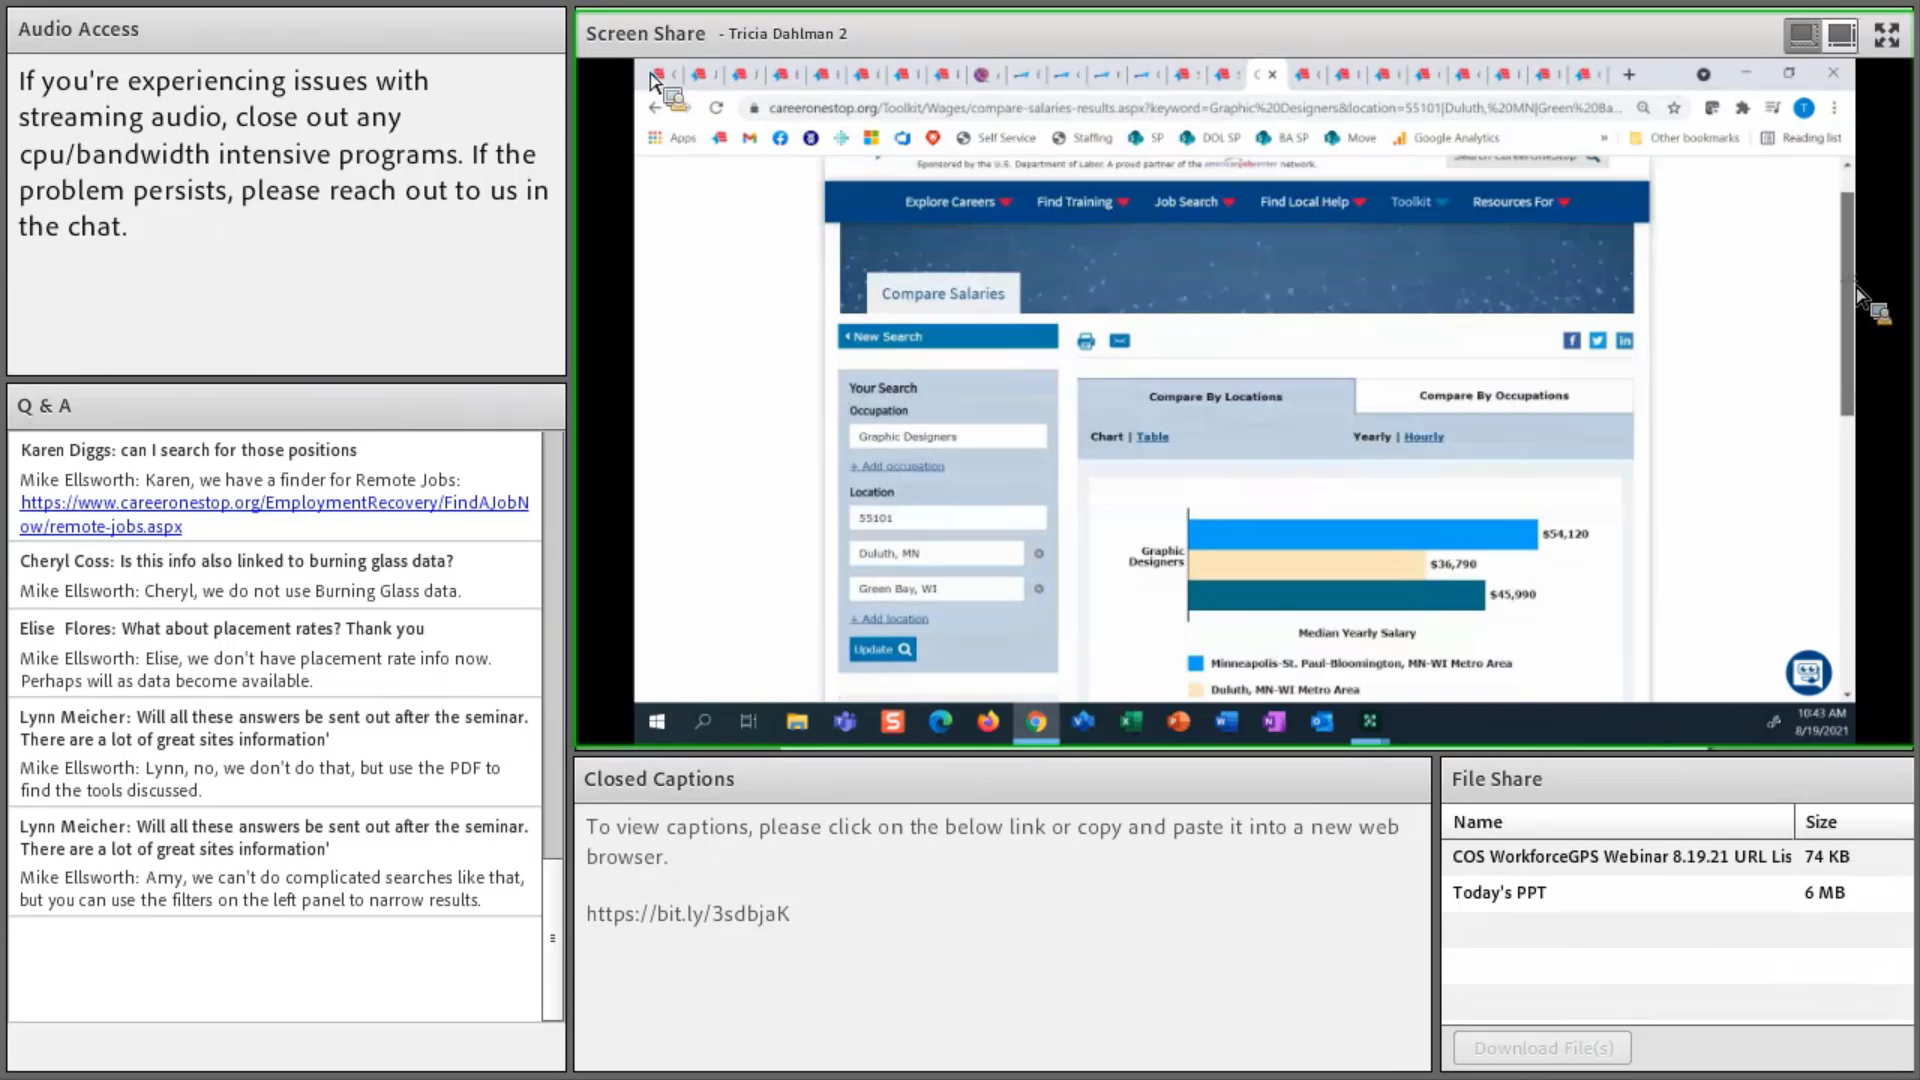 Audio Access
If you're experiencing issues with
streaming audio, close out any
cpu/bandwidth intensive programs. If the
problem persists, please reach out to us in
the chat.
Q & A
Karen Diggs: can I search for those positions
Mike Ellsworth: Karen, we have a finder for Remote Jobs:
https://www.careeronestop.org/EmploymentRecovery/FindAJobN
ow/remote-jobs.aspx
Cheryl Coss: Is this info also linked to burning glass data?
Mike Ellsworth: Cheryl, we do not use Burning Glass data.
Elise  Flores: What about placement rates? Thank you
Mike Ellsworth: Elise, we don't have placement rate info now.
Perhaps will as data become available.
Lynn Meicher: Will all these answers be sent out after the seminar.
There are a lot of great sites information'
Mike Ellsworth: Lynn, no, we don't do that, but use the PDF to
find the tools discussed.
Lynn Meicher: Will all these answers be sent out after the seminar.
There are a lot of great sites information'
Mike Ellsworth: Amy, we can't do complicated searches like that,
but you can use the filters on the left panel to narrow results.
Screen Share - Tricia Dahlman 2
careeronestop.org/Toolkit/Wages/compare-salaries-results.aspx?keyword=Graphic%20Designers&location=55101|Duluth,%20MN|Green%20Ba...
Apps Self Service Staffing SP DOL SP BA SP Move Google Analytics » Other bookmarks Reading list
Sponsored by the U.S. Department of Labor. A proud partner of the americanjobcenter network.
Search CareerOneStop
Explore Careers Find Training Job Search Find Local Help Toolkit Resources For
Compare Salaries
New Search
Your Search
Occupation
Graphic Designers
+ Add occupation
Location
55101
Duluth, MN
Green Bay, WI
+ Add location
Update
Compare By Locations Compare By Occupations
Chart | Table Yearly | Hourly
Graphic
Designers
$54,120
$36,790
$45,990
Median Yearly Salary
Minneapolis-St. Paul-Bloomington, MN-WI Metro Area
Duluth, MN-WI Metro Area
10:43 AM
8/19/2021
Closed Captions
To view captions, please click on the below link or copy and paste it into a new web
browser.
https://bit.ly/3sdbjaK
File Share
Name Size
COS WorkforceGPS Webinar 8.19.21 URL Lis 74 KB
Today's PPT 6 MB
Download File(s)